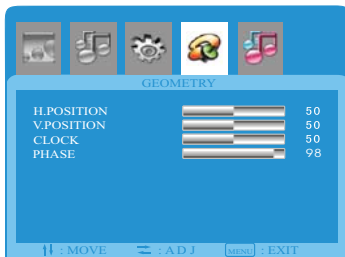 GEOMETRY
H.POSITION 50
V.POSITION 50
CLOCK 50
PHASE 98
: MOVE : ADJ MENU : EXIT